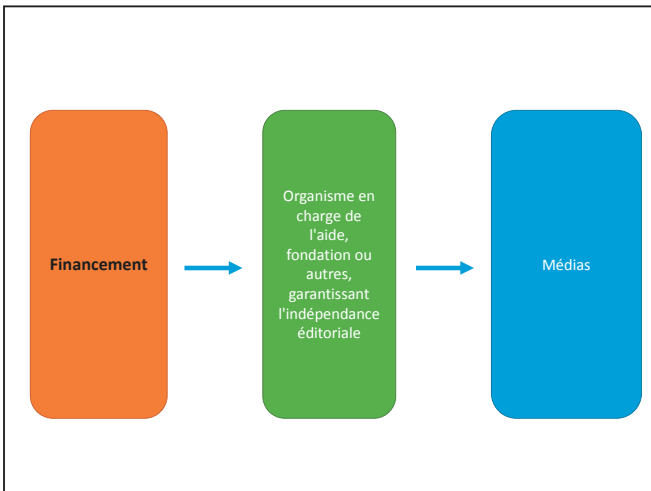 Financement
Organisme en
charge de
l'aide,
fondation ou
autres,
garantissant
l'indépendance
éditoriale
Médias